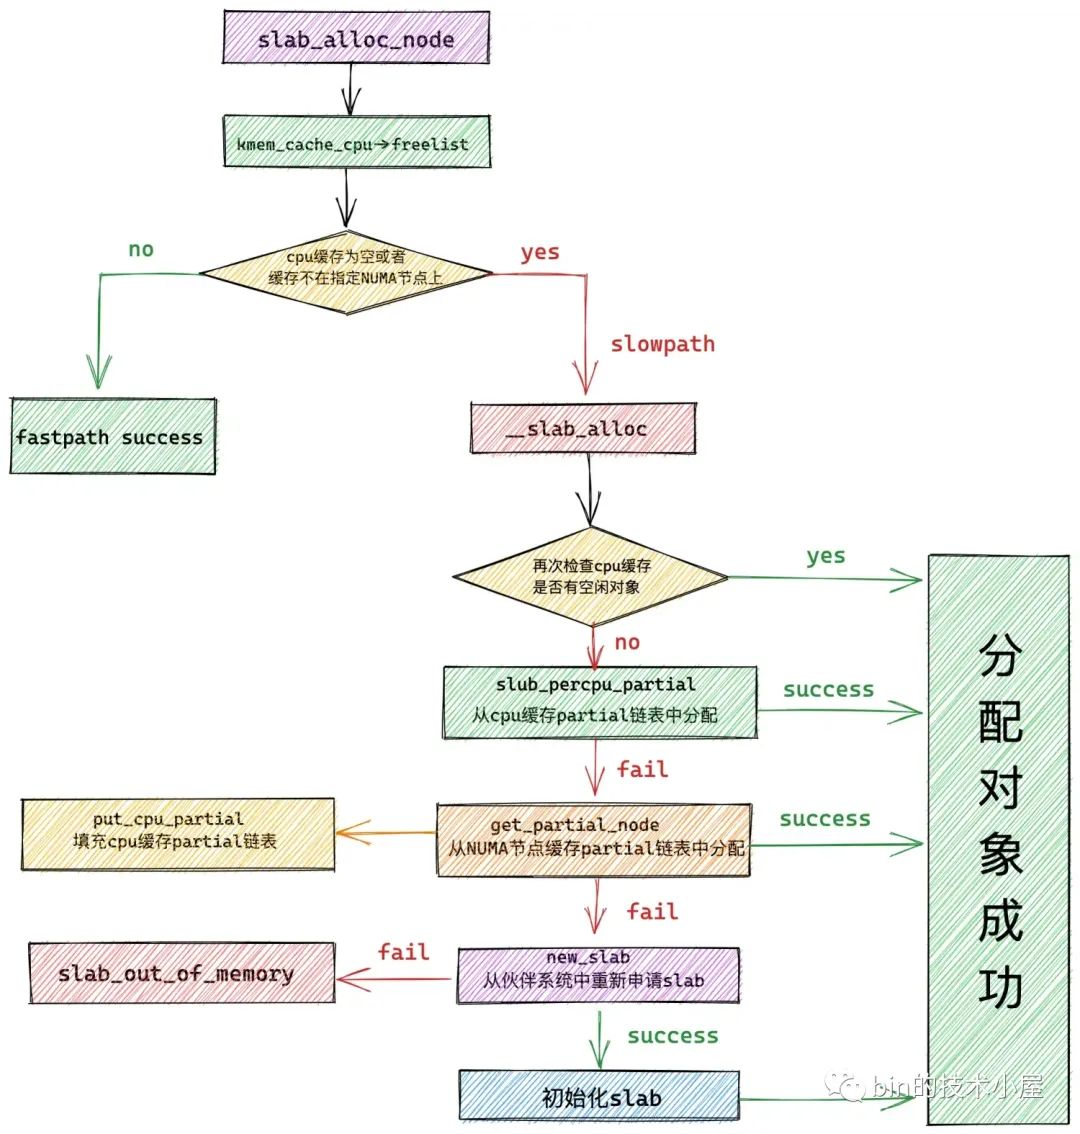 slab_alloc_node
kmem_cache_cpu→freelist
no
cpu缓存为空或者
缓存不在指定NUMA节点上
yes
slowpath
fastpath success
__slab_alloc
再次检查cpu缓存
是否有空闲对象
yes
no
slub_percpu_partial
从cpu缓存partial链表中分配
success
fail
put_cpu_partial
填充cpu缓存partial链表
get_partial_node
从NUMA节点缓存partial链表中分配
success
fail
slab_out_of_memory
fail
new_slab
从伙伴系统中重新申请slab
success
初始化slab
分配对象成功
bin的技术小屋